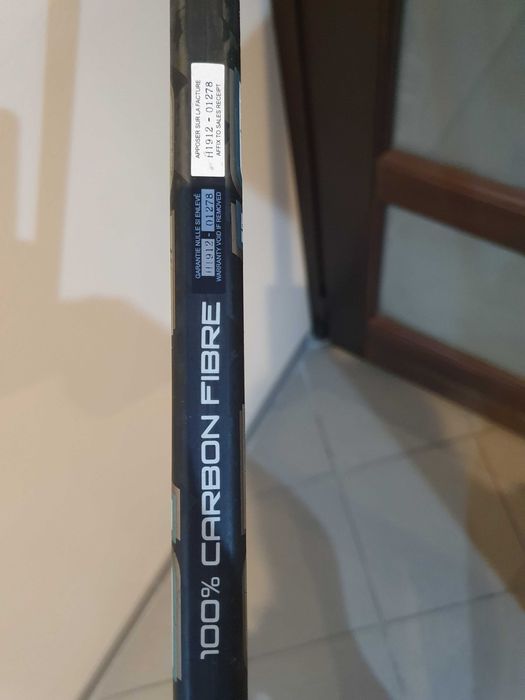 APPOSER SUR LA FACTURE
H1912 - 01278
AFFIX TO SALES RECEIPT
GARANTIE NULLE SI ENLEVÉ
H1912 - 01278
WARRANTY VOID IF REMOVED
100% CARBON FIBRE